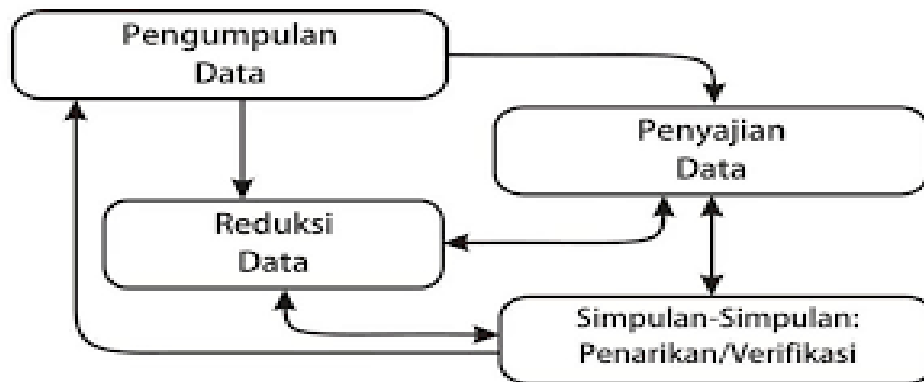 Pengumpulan
Data
Penyajian
Data
Reduksi
Data
Simpulan-Simpulan:
Penarikan/Verifikasi